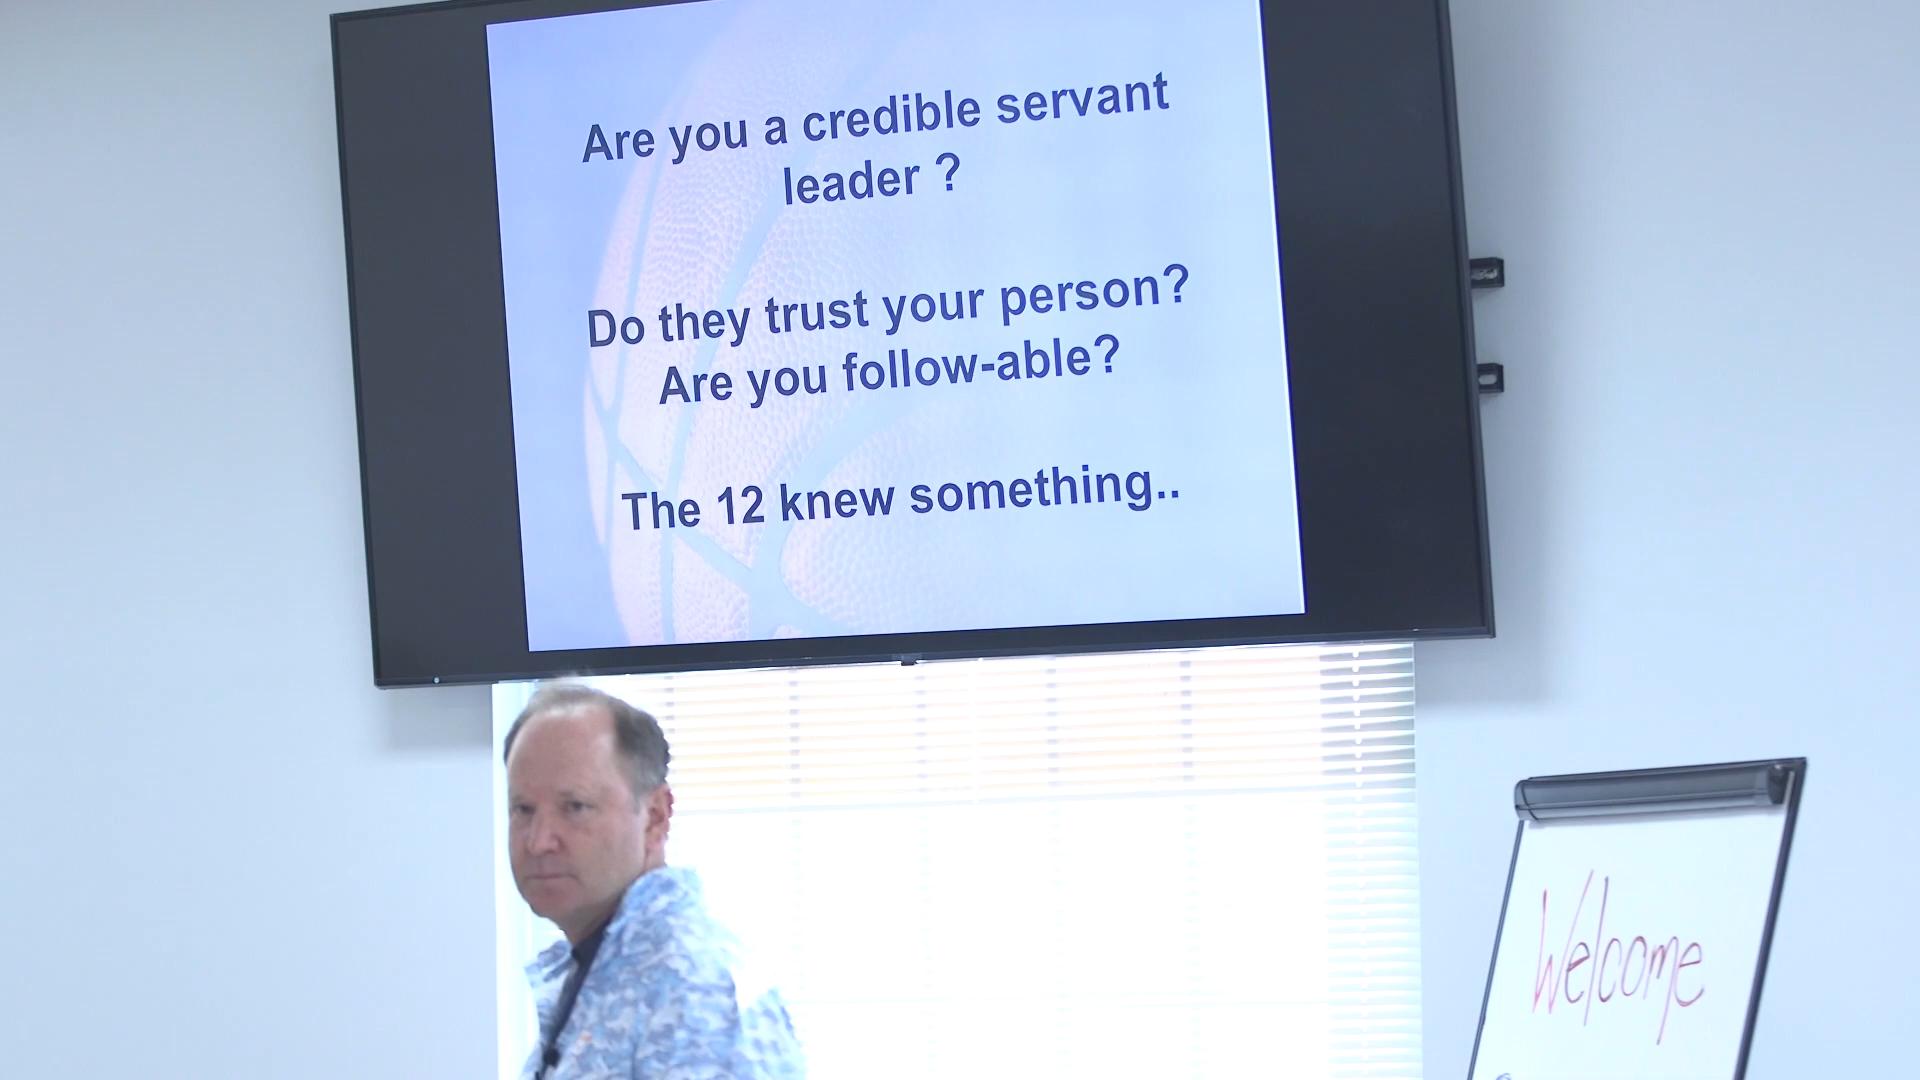 Are you a credible servant
leader ?
Do they trust your person?
Are you follow-able?
The 12 knew something..
Welcome